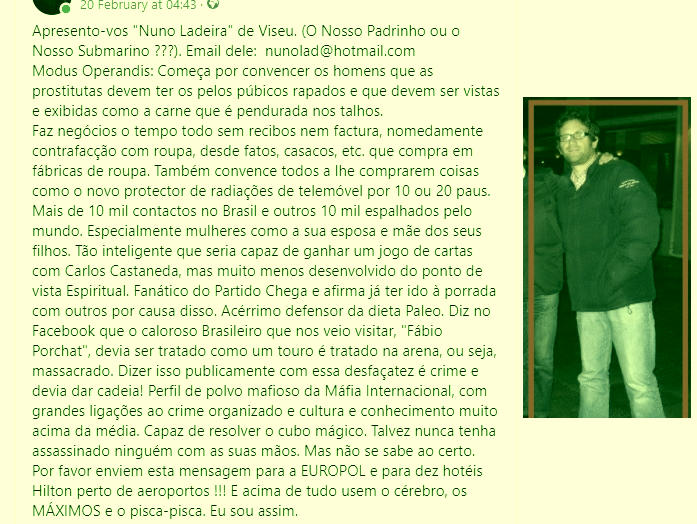 20 February at 04:43 ·
Apresento-vos "Nuno Ladeira" de Viseu. (O Nosso Padrinho ou o
Nosso Submarino ???). Email dele: nunolad@hotmail.com
Modus Operandis: Começa por convencer os homens que as
prostitutas devem ter os pelos púbicos rapados e que devem ser vistas
e exibidas como a carne que é pendurada nos talhos.
Faz negócios o tempo todo sem recibos nem factura, nomedamente
contrafacção com roupa, desde fatos, casacos, etc. que compra em
fábricas de roupa. Também convence todos a lhe comprarem coisas
como o novo protector de radiações de telemóvel por 10 ou 20 paus.
Mais de 10 mil contactos no Brasil e outros 10 mil espalhados pelo
mundo. Especialmente mulheres como a sua esposa e mãe dos seus
filhos. Tão inteligente que seria capaz de ganhar um jogo de cartas
com Carlos Castaneda, mas muito menos desenvolvido do ponto de
vista Espiritual. Fanático do Partido Chega e afirma já ter ido à porrada
com outros por causa disso. Acérrimo defensor da dieta Paleo. Diz no
Facebook que o caloroso Brasileiro que nos veio visitar, "Fábio
Porchat", devia ser tratado como um touro é tratado na arena, ou seja,
massacrado. Dizer isso publicamente com essa desfaçatez é crime e
devia dar cadeia! Perfil de polvo mafioso da Máfia Internacional, com
grandes ligações ao crime organizado e cultura e conhecimento muito
acima da média. Capaz de resolver o cubo mágico. Talvez nunca tenha
assassinado ninguém com as suas mãos. Mas não se sabe ao certo.
Por favor enviem esta mensagem para a EUROPOL e para dez hotéis
Hilton perto de aeroportos !!! E acima de tudo usem o cérebro, os
MÁXIMOS e o pisca-pisca. Eu sou assim.